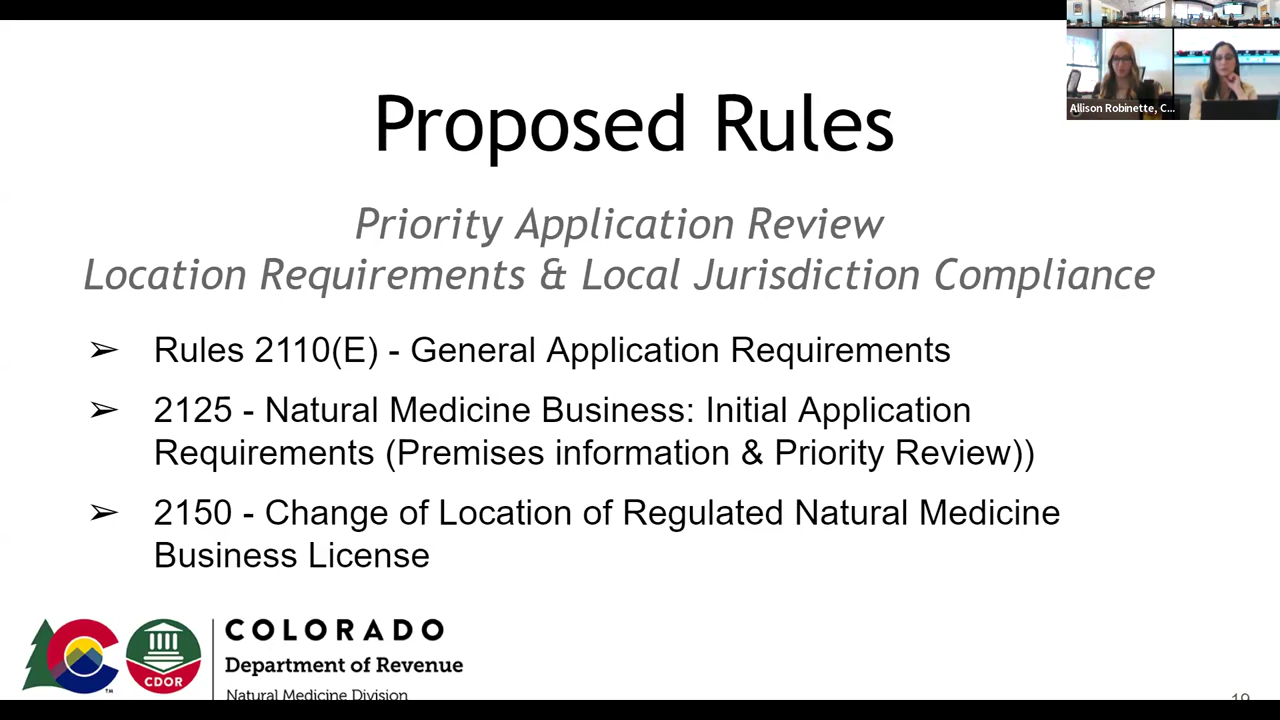 Allison Robinette, C...
Proposed Rules
Priority Application Review
Location Requirements & Local Jurisdiction Compliance
➢ Rules 2110(E) - General Application Requirements
➢ 2125 - Natural Medicine Business: Initial Application
Requirements (Premises information & Priority Review))
➢ 2150 - Change of Location of Regulated Natural Medicine
Business License
CDOR
TM
COLORADO
Department of Revenue
Natural Medicine Division
19